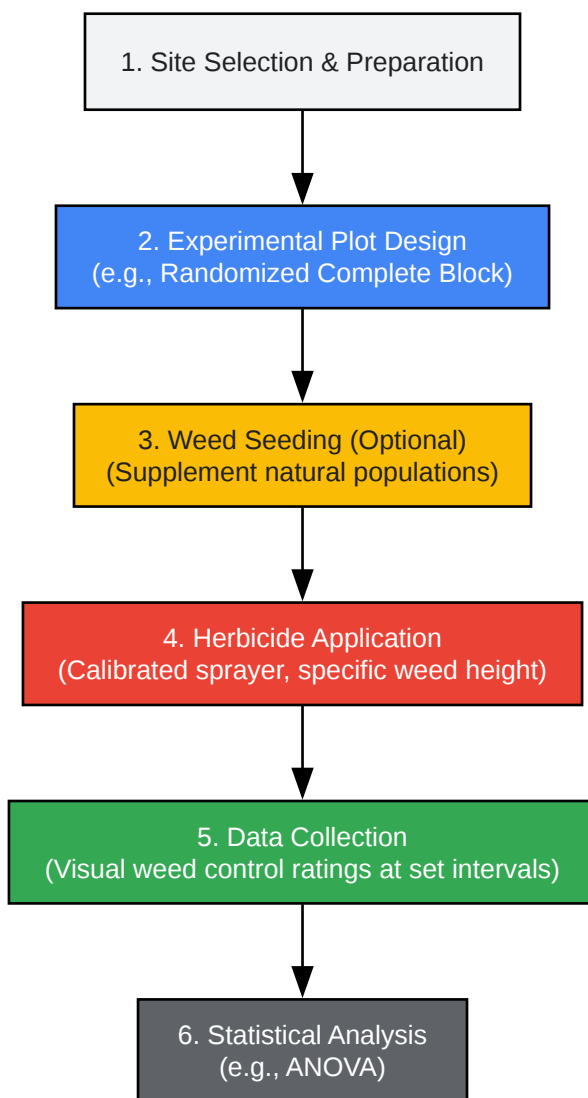 1. Site Selection & Preparation
2. Experimental Plot Design
(e.g., Randomized Complete Block)
3. Weed Seeding (Optional)
(Supplement natural populations)
4. Herbicide Application
(Calibrated sprayer, specific weed height)
5. Data Collection
(Visual weed control ratings at set intervals)
6. Statistical Analysis
(e.g., ANOVA)